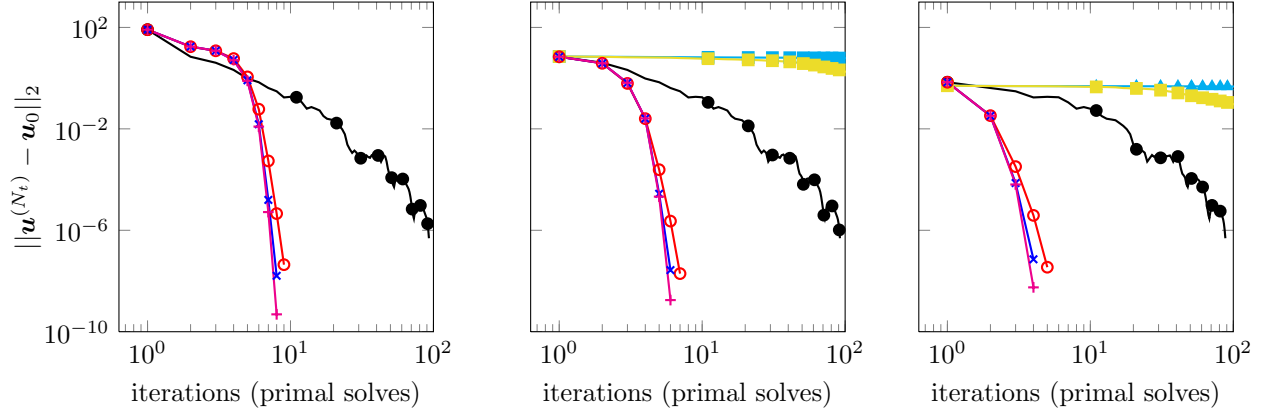 ||𝒖^(N_t) − 𝒖_0||_2
10^2
10^−2
10^−6
10^−10
10^0 10^1 10^2 10^0 10^1 10^2 10^0 10^1 10^2
iterations (primal solves) iterations (primal solves) iterations (primal solves)